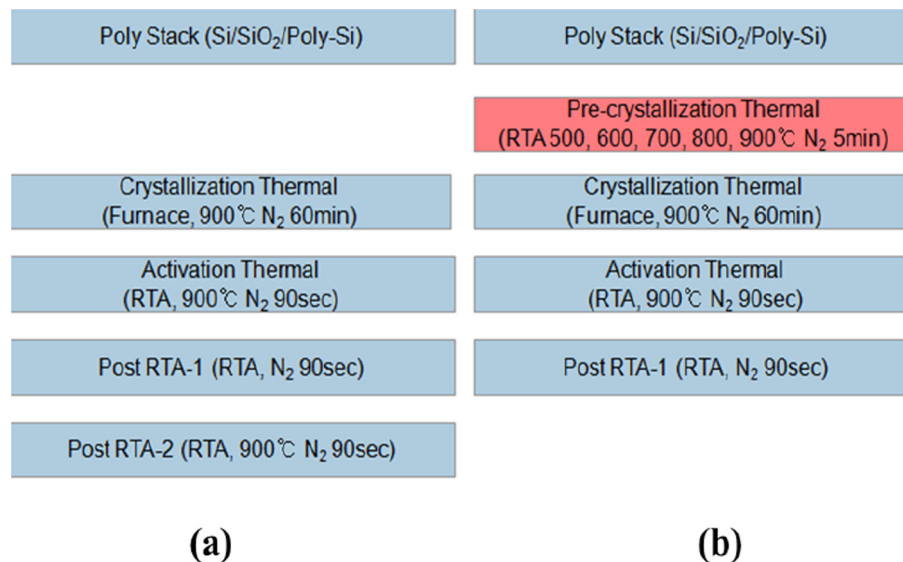 Poly Stack (Si/SiO₂/Poly-Si)
Crystallization Thermal
(Furnace, 900℃ N₂ 60min)
Activation Thermal
(RTA, 900℃ N₂ 90sec)
Post RTA-1 (RTA, N₂ 90sec)
Post RTA-2 (RTA, 900℃ N₂ 90sec)
(a)
Poly Stack (Si/SiO₂/Poly-Si)
Pre-crystallization Thermal
(RTA 500, 600, 700, 800, 900℃ N₂ 5min)
Crystallization Thermal
(Furnace, 900℃ N₂ 60min)
Activation Thermal
(RTA, 900℃ N₂ 90sec)
Post RTA-1 (RTA, N₂ 90sec)
(b)